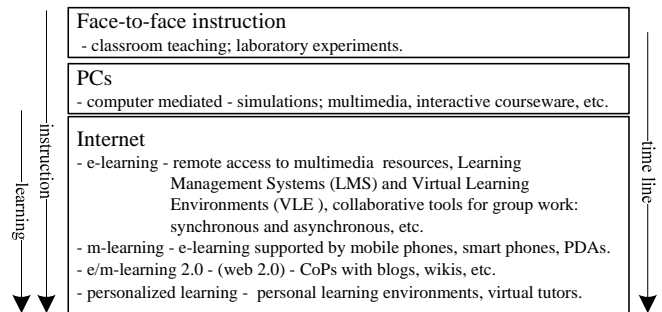 Face-to-face instruction
- classroom teaching; laboratory experiments.
PCs
- computer mediated - simulations; multimedia, interactive courseware, etc.
Internet
- e-learning - remote access to multimedia resources, Learning
Management Systems (LMS) and Virtual Learning
Environments (VLE ), collaborative tools for group work:
synchronous and asynchronous, etc.
- m-learning - e-learning supported by mobile phones, smart phones, PDAs.
- e/m-learning 2.0 - (web 2.0) - CoPs with blogs, wikis, etc.
- personalized learning - personal learning environments, virtual tutors.
learning
instruction
time line